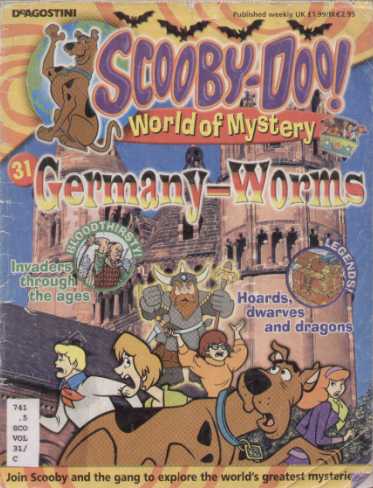 DeAGOSTINI
Published weekly UK £1.99/IR€2.95
SCOOBY-DOO!
World of Mystery
31
Germany-Worms
BLOODTHIRSTY!
Invaders
through
the ages
LEGENDS!
Hoards,
dwarves
and dragons
741
.5
SCO
VOL
31/
C
Join Scooby and the gang to explore the world's greatest mysteries